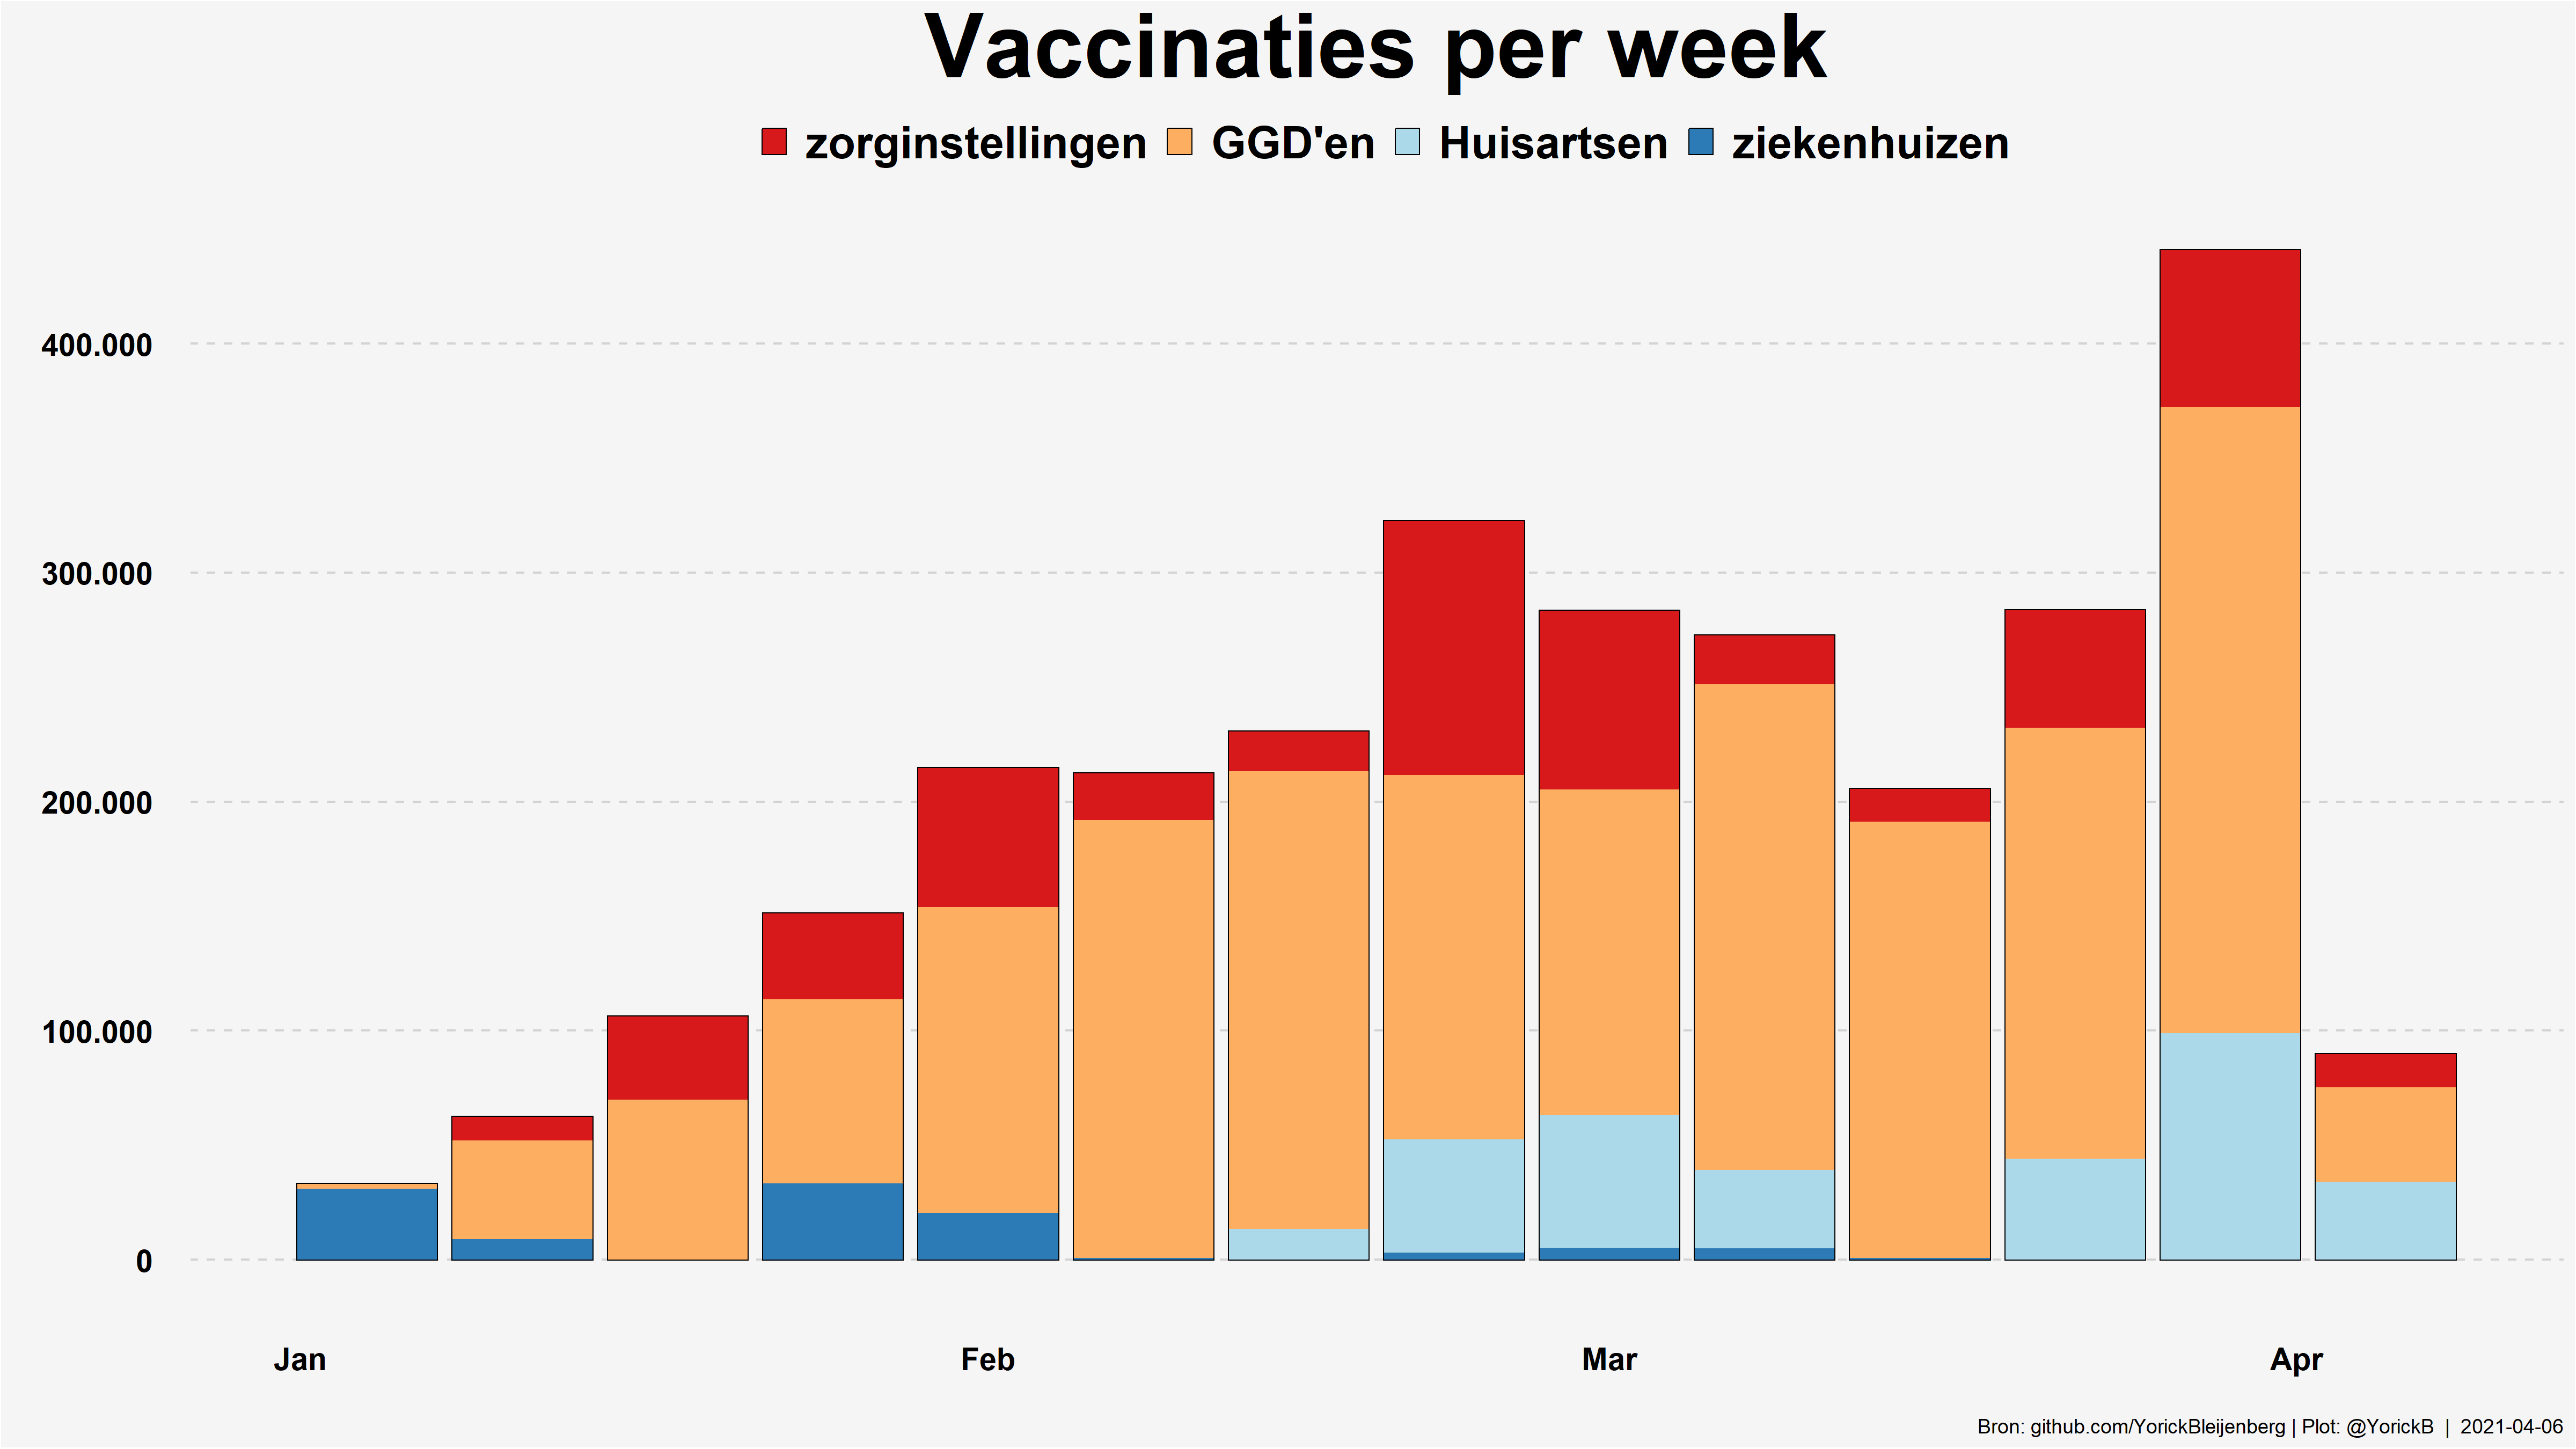 Vaccinaties per week
zorginstellingen GGD'en Huisartsen ziekenhuizen
400.000
300.000
200.000
100.000
0
Jan Feb Mar Apr
Bron: github.com/YorickBleijenberg | Plot: @YorickB | 2021-04-06